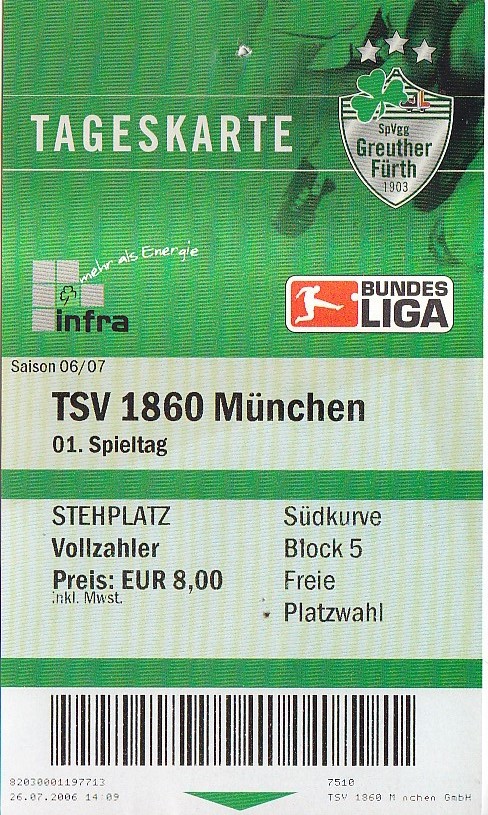 TAGESKARTE
SpVgg
Greuther
Fürth
1903
mehr als Energie
infra
BUNDES
LIGA
Saison 06/07
TSV 1860 München
01. Spieltag
STEHPLATZ
Vollzahler
Preis: EUR 8,00
inkl. Mwst.
Südkurve
Block 5
Freie
Platzwahl
82030001197713
26.07.2006 14:09
7510
TSV 1860 M nchen GmbH